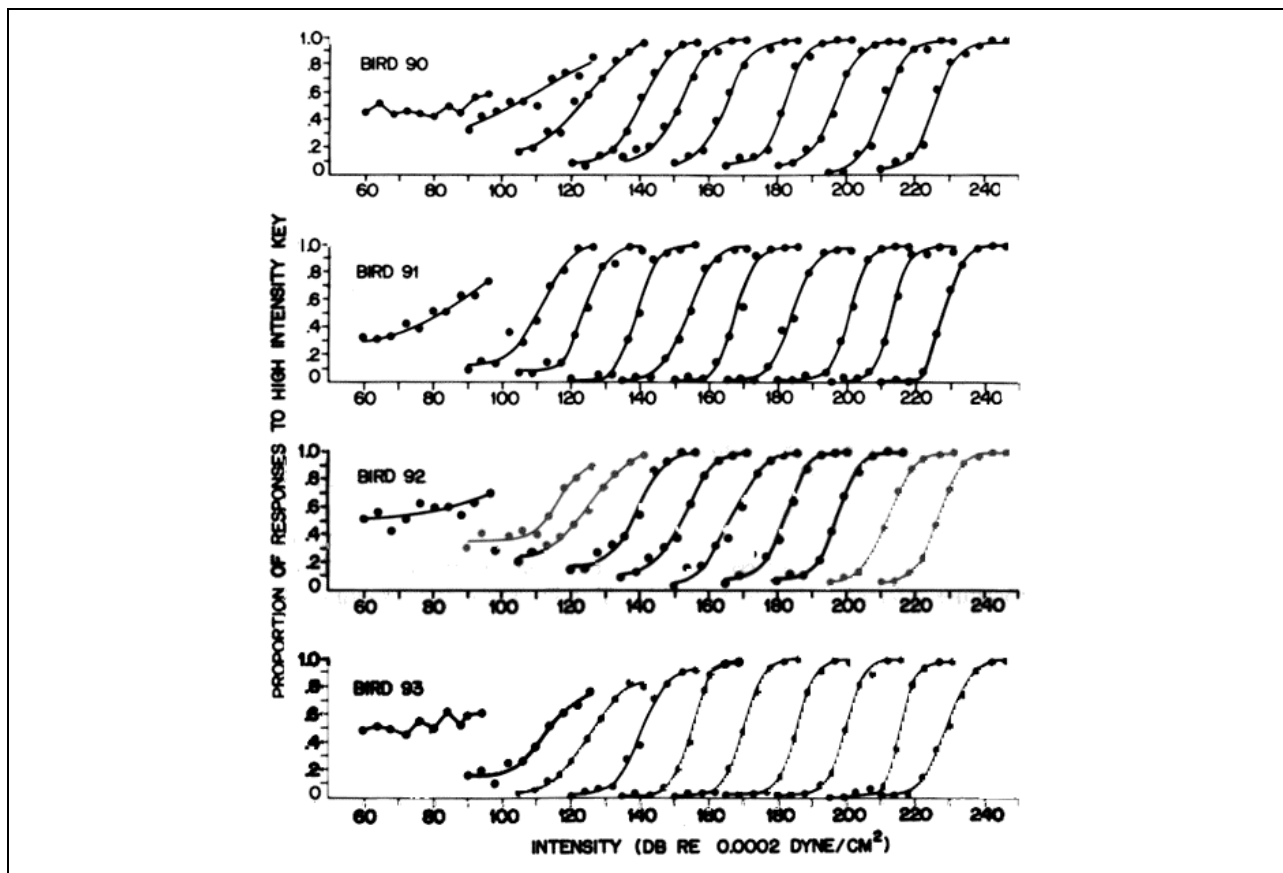 PROPORTION OF RESPONSES TO HIGH INTENSITY KEY
BIRD 90
1.0
.8
.6
.4
.2
0
60 80 100 120 140 160 180 200 220 240
BIRD 91
1.0
.8
.6
.4
.2
0
60 80 100 120 140 160 180 200 220 240
BIRD 92
1.0
.8
.6
.4
.2
0
60 80 100 120 140 160 180 200 220 240
BIRD 93
1.0
.8
.6
.4
.2
0
60 80 100 120 140 160 180 200 220 240
INTENSITY (DB RE 0.0002 DYNE/CM²)